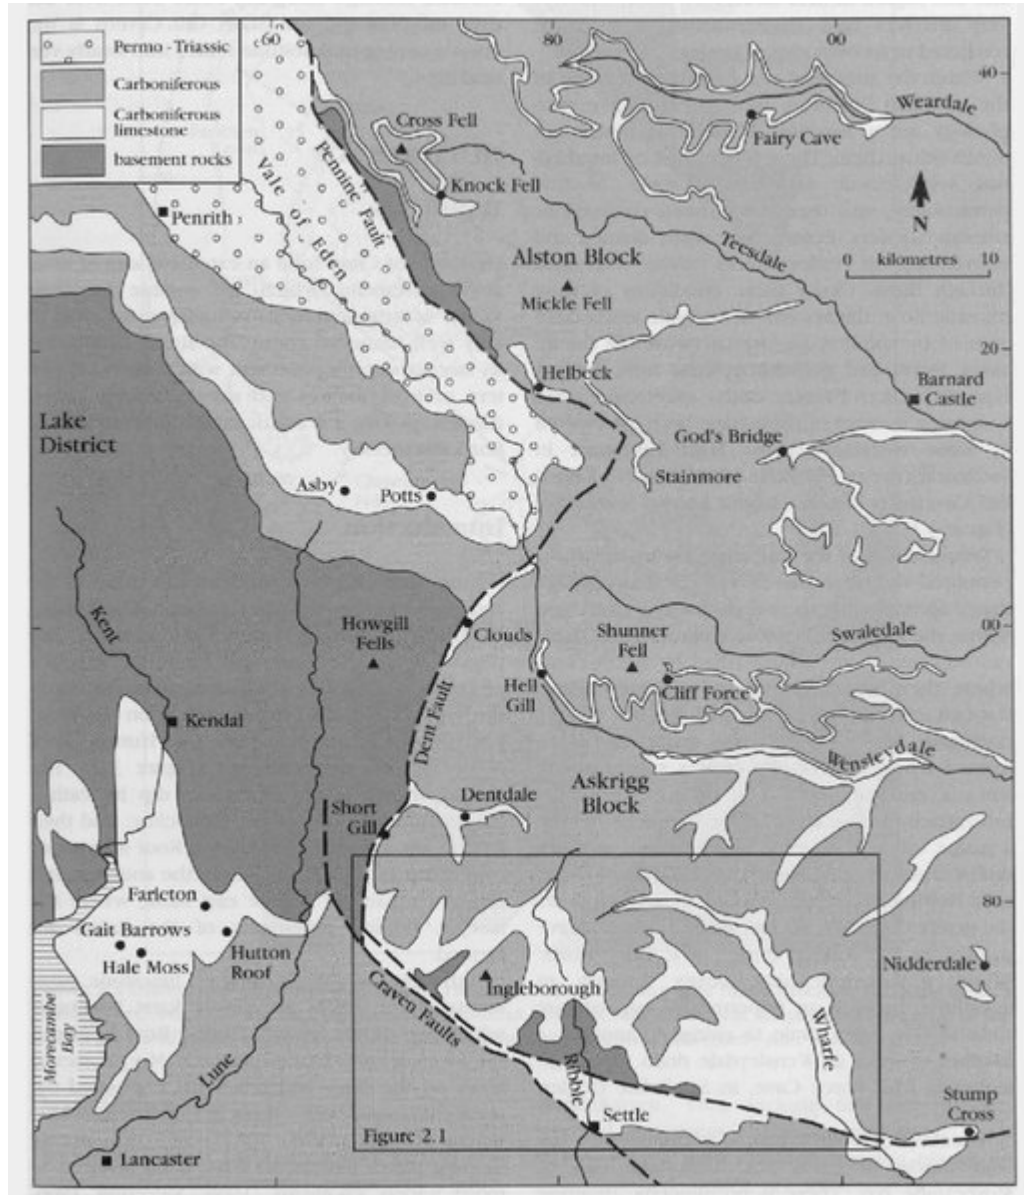 60
80
00
Permo - Triassic
Carboniferous
Carboniferous
limestone
basement rocks
40
Weardale
Cross Fell
Fairy Cave
Pennine Fault
Vale of Eden
Knock Fell
Penrith
N
Teesdale
0 kilometres 10
Alston Block
Mickle Fell
20
Helbeck
Barnard
Castle
Lake
District
God's Bridge
Stainmore
Asby
Potts
Kent
Howgill
Fells
Clouds
Shunner
Fell
00
Swaledale
Hell
Gill
Cliff Force
Kendal
Dent Fault
Wensleydale
Askrigg
Block
Short
Gill
Dentdale
Farleton
80
Gait Barrows
Hale Moss
Hutton
Roof
Nidderdale
Ingleborough
Craven Faults
Morecambe
Bay
Lune
Ribble
Wharfe
Settle
Stump
Cross
Figure 2.1
Lancaster